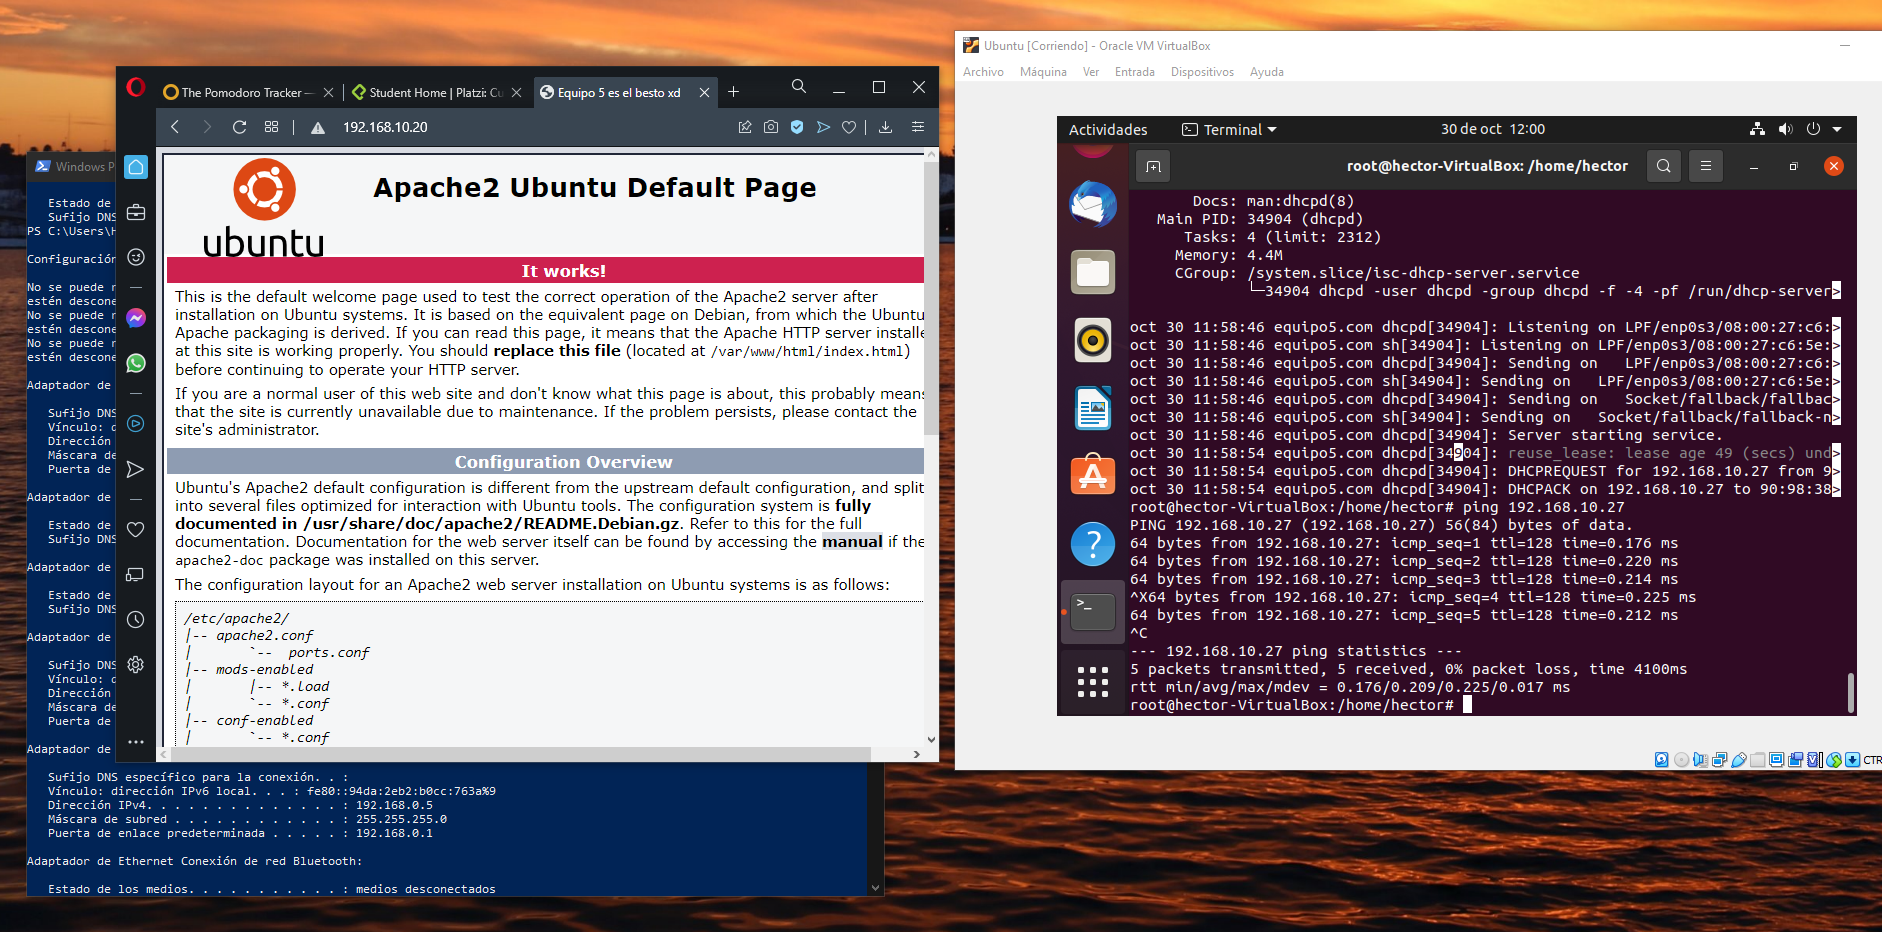 The Pomodoro Tracker —
Student Home | Platzi: Cu
Equipo 5 es el besto xd
192.168.10.20
Apache2 Ubuntu Default Page
ubuntu
It works!
This is the default welcome page used to test the correct operation of the Apache2 server after
installation on Ubuntu systems. It is based on the equivalent page on Debian, from which the Ubuntu
Apache packaging is derived. If you can read this page, it means that the Apache HTTP server installe
at this site is working properly. You should replace this file (located at /var/www/html/index.html)
before continuing to operate your HTTP server.
If you are a normal user of this web site and don't know what this page is about, this probably means
that the site is currently unavailable due to maintenance. If the problem persists, please contact the
site's administrator.
Configuration Overview
Ubuntu's Apache2 default configuration is different from the upstream default configuration, and split
into several files optimized for interaction with Ubuntu tools. The configuration system is fully
documented in /usr/share/doc/apache2/README.Debian.gz. Refer to this for the full
documentation. Documentation for the web server itself can be found by accessing the manual if the
apache2-doc package was installed on this server.
The configuration layout for an Apache2 web server installation on Ubuntu systems is as follows:
/etc/apache2/
|-- apache2.conf
|       `--  ports.conf
|-- mods-enabled
|       |-- *.load
|       `-- *.conf
|-- conf-enabled
|       `-- *.conf
Windows P
Estado de
Sufijo DNS
PS C:\Users\H
Configuración
No se puede r
estén descone
No se puede r
estén descone
No se puede r
estén descone
Adaptador de
Sufijo DNS
Vínculo: d
Dirección
Máscara de
Puerta de
Adaptador de
Estado de
Sufijo DNS
Adaptador de
Estado de
Sufijo DNS
Adaptador de
Sufijo DNS
Vínculo: d
Dirección
Máscara de
Puerta de
Adaptador de
Sufijo DNS específico para la conexión. . :
Vínculo: dirección IPv6 local. . . : fe80::94da:2eb2:b0cc:763a%9
Dirección IPv4. . . . . . . . . . . . . . : 192.168.0.5
Máscara de subred . . . . . . . . . . . . : 255.255.255.0
Puerta de enlace predeterminada . . . . . : 192.168.0.1
Adaptador de Ethernet Conexión de red Bluetooth:
Estado de los medios. . . . . . . . . . . : medios desconectados
Ubuntu [Corriendo] - Oracle VM VirtualBox
Archivo Máquina Ver Entrada Dispositivos Ayuda
Actividades Terminal 30 de oct 12:00
root@hector-VirtualBox: /home/hector
Docs: man:dhcpd(8)
Main PID: 34904 (dhcpd)
Tasks: 4 (limit: 2312)
Memory: 4.4M
CGroup: /system.slice/isc-dhcp-server.service
└─34904 dhcpd -user dhcpd -group dhcpd -f -4 -pf /run/dhcp-server>
oct 30 11:58:46 equipo5.com dhcpd[34904]: Listening on LPF/enp0s3/08:00:27:c6:>
oct 30 11:58:46 equipo5.com sh[34904]: Listening on LPF/enp0s3/08:00:27:c6:5e:>
oct 30 11:58:46 equipo5.com dhcpd[34904]: Sending on   LPF/enp0s3/08:00:27:c6:>
oct 30 11:58:46 equipo5.com sh[34904]: Sending on   LPF/enp0s3/08:00:27:c6:5e:>
oct 30 11:58:46 equipo5.com dhcpd[34904]: Sending on   Socket/fallback/fallbac>
oct 30 11:58:46 equipo5.com sh[34904]: Sending on   Socket/fallback/fallback-n>
oct 30 11:58:46 equipo5.com dhcpd[34904]: Server starting service.
oct 30 11:58:54 equipo5.com dhcpd[34904]: reuse_lease: lease age 49 (secs) und>
oct 30 11:58:54 equipo5.com dhcpd[34904]: DHCPREQUEST for 192.168.10.27 from 9>
oct 30 11:58:54 equipo5.com dhcpd[34904]: DHCPACK on 192.168.10.27 to 90:98:38>
root@hector-VirtualBox:/home/hector# ping 192.168.10.27
PING 192.168.10.27 (192.168.10.27) 56(84) bytes of data.
64 bytes from 192.168.10.27: icmp_seq=1 ttl=128 time=0.176 ms
64 bytes from 192.168.10.27: icmp_seq=2 ttl=128 time=0.220 ms
64 bytes from 192.168.10.27: icmp_seq=3 ttl=128 time=0.214 ms
^X64 bytes from 192.168.10.27: icmp_seq=4 ttl=128 time=0.225 ms
64 bytes from 192.168.10.27: icmp_seq=5 ttl=128 time=0.212 ms
^C
--- 192.168.10.27 ping statistics ---
5 packets transmitted, 5 received, 0% packet loss, time 4100ms
rtt min/avg/max/mdev = 0.176/0.209/0.225/0.017 ms
root@hector-VirtualBox:/home/hector#
CTR